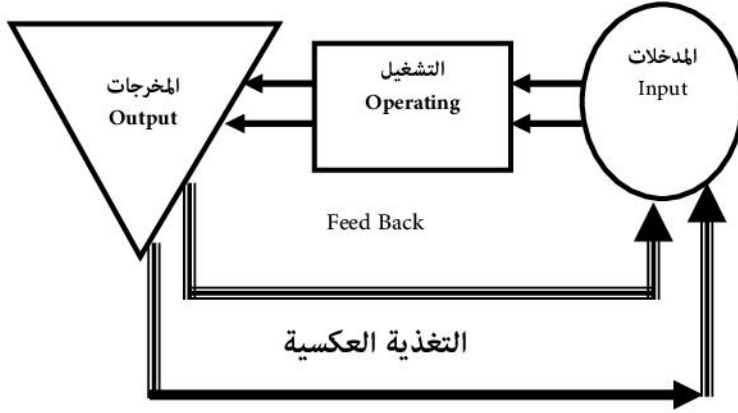 المدخلات
Input
التشغيل
Operating
المخرجات
Output
Feed Back
التغذية العكسية